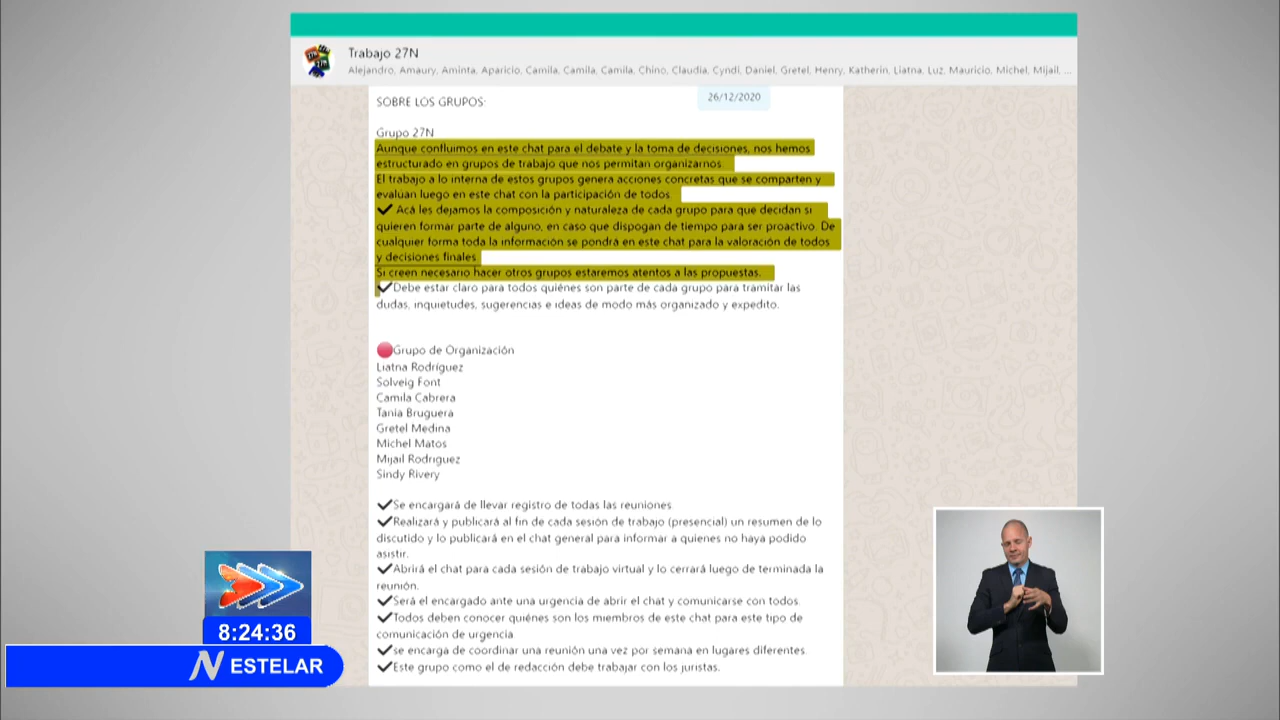 Trabajo 27N
Alejandro, Amaury, Aminta, Aparicio, Camila, Camila, Camila, Chino, Claudia, Cyndi, Daniel, Gretel, Henry, Katherin, Liatna, Luz, Mauricio, Michel, Mijail, ...
26/12/2020
SOBRE LOS GRUPOS:
Grupo 27N
Aunque confluimos en este chat para el debate y la toma de decisiones, nos hemos
estructurado en grupos de trabajo que nos permitan organizarnos.
El trabajo a lo interna de estos grupos genera acciones concretas que se comparten y
evalúan luego en este chat con la participación de todos.
✔ Acá les dejamos la composición y naturaleza de cada grupo para que decidan si
quieren formar parte de alguno, en caso que dispogan de tiempo para ser proactivo. De
cualquier forma toda la información se pondrá en este chat para la valoración de todos
y decisiones finales.
Si creen necesario hacer otros grupos estaremos atentos a las propuestas.
✔Debe estar claro para todos quiénes son parte de cada grupo para tramitar las
dudas, inquietudes, sugerencias e ideas de modo más organizado y expedito.
🔴Grupo de Organización
Liatna Rodríguez
Solveig Font
Camila Cabrera
Tania Bruguera
Gretel Medina
Michel Matos
Mijail Rodriguez
Sindy Rivery
✔Se encargará de llevar registro de todas las reuniones.
✔Realizará y publicará al fin de cada sesión de trabajo (presencial) un resumen de lo
discutido y lo publicará en el chat general para informar a quienes no haya podido
asistir.
✔Abrirá el chat para cada sesión de trabajo virtual y lo cerrará luego de terminada la
reunión.
✔Será el encargado ante una urgencia de abrir el chat y comunicarse con todos.
✔Todos deben conocer quiénes son los miembros de este chat para este tipo de
comunicación de urgencia
✔se encarga de coordinar una reunión una vez por semana en lugares diferentes.
✔Este grupo como el de redacción debe trabajar con los juristas.
8:24:36
N ESTELAR